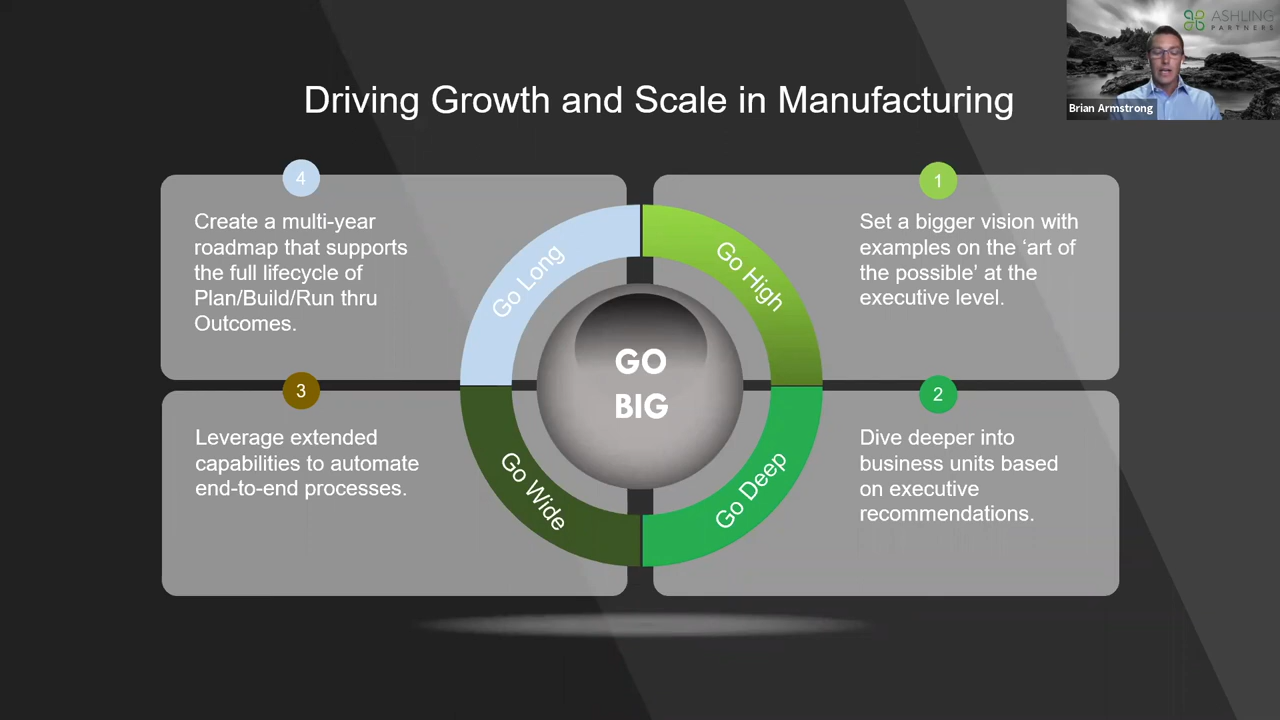 ASHLING
PARTNERS
Brian Armstrong
Driving Growth and Scale in Manufacturing
4
Create a multi-year
roadmap that supports
the full lifecycle of
Plan/Build/Run thru
Outcomes.
Go Long
1
Set a bigger vision with
examples on the ‘art of
the possible’ at the
executive level.
Go High
GO
BIG
3
Leverage extended
capabilities to automate
end-to-end processes.
Go Wide
2
Dive deeper into
business units based
on executive
recommendations.
Go Deep